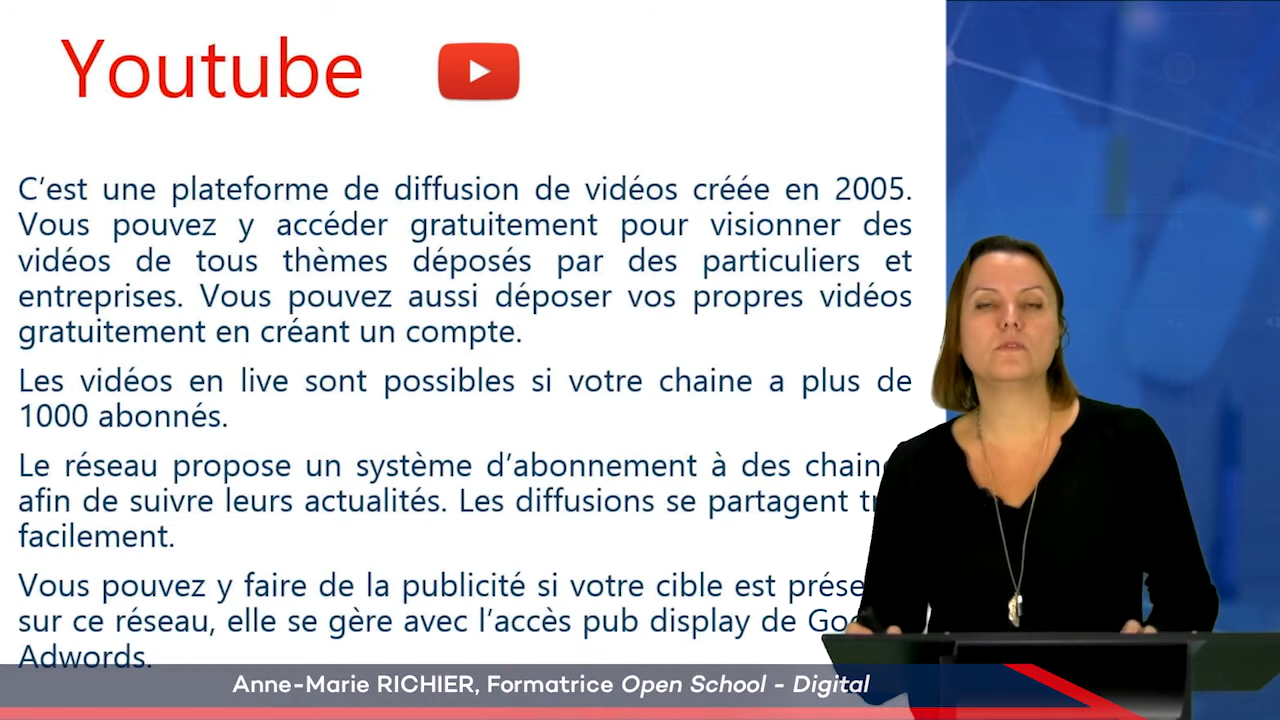 Youtube
C’est une plateforme de diffusion de vidéos créée en 2005.
Vous pouvez y accéder gratuitement pour visionner des
vidéos de tous thèmes déposés par des particuliers et
entreprises. Vous pouvez aussi déposer vos propres vidéos
gratuitement en créant un compte.
Les vidéos en live sont possibles si votre chaine a plus de
1000 abonnés.
Le réseau propose un système d’abonnement à des
afin de suivre leurs actualités. Les diffusions se partagent
facilement.
Vous pouvez y faire de la publicité si votre cible est
sur ce réseau, elle se gère avec l’accès pub display de
Adwords.
Anne-Marie RICHIER, Formatrice Open School - Digital